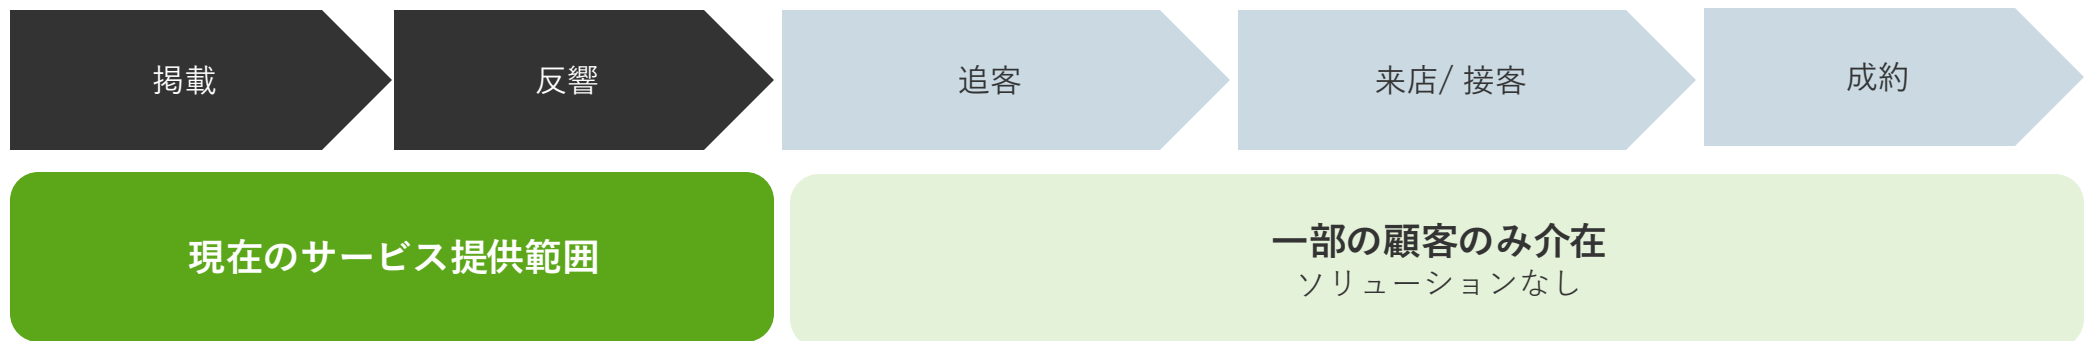 掲載
反響
追客
来店/ 接客
成約
現在のサービス提供範囲
一部の顧客のみ介在
ソリューションなし